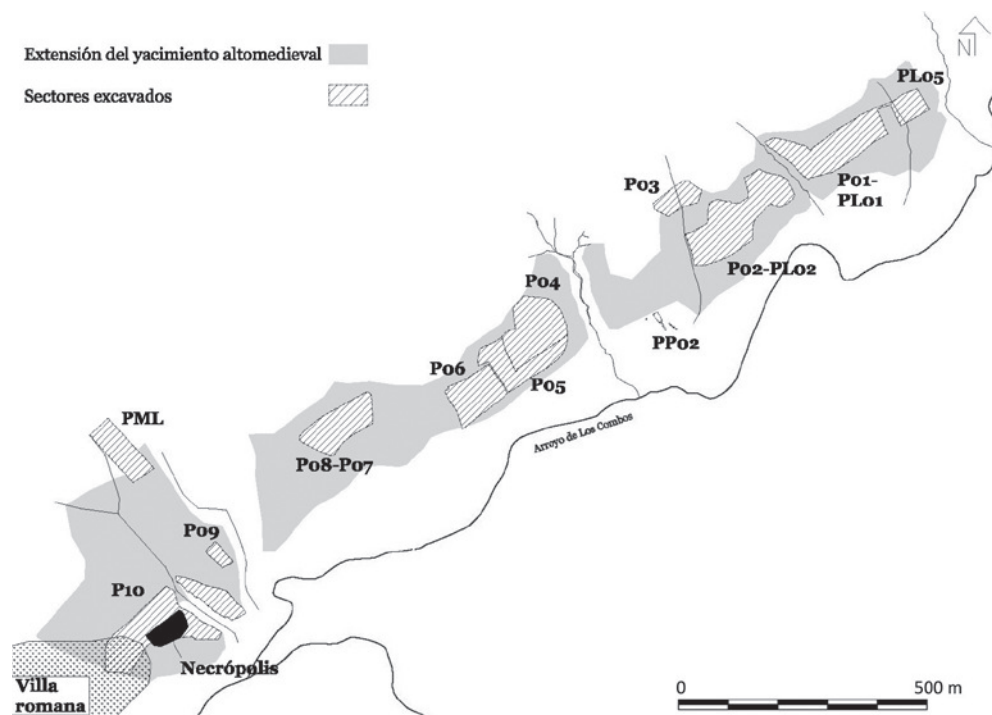 Extensión del yacimiento altomedieval
Sectores excavados
N
PL05
P03
P01-
PL01
P02-PL02
P04
PP02
P06
P05
Arroyo de Los Combos
PML
P08-P07
P09
P10
Necrópolis
Villa
romana
0 500 m